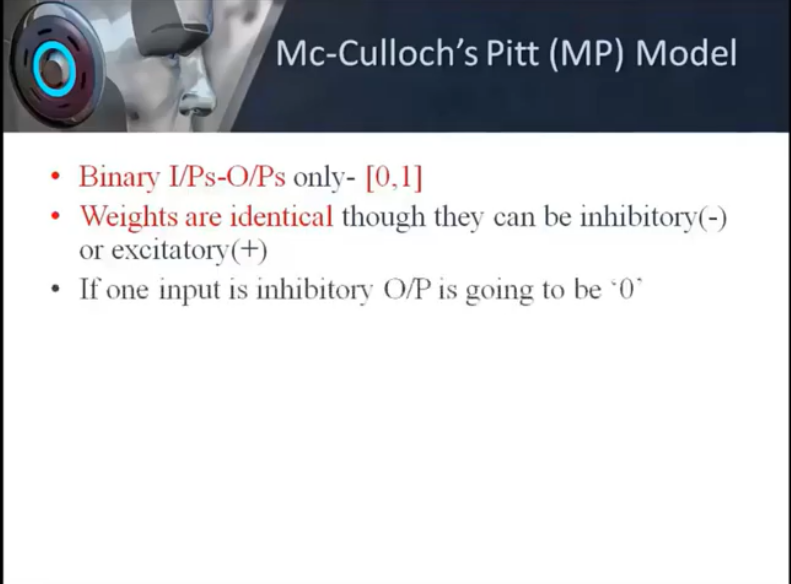 Mc-Culloch's Pitt (MP) Model
• Binary I/Ps-O/Ps only- [0,1]
• Weights are identical though they can be inhibitory(-)
or excitatory(+)
• If one input is inhibitory O/P is going to be ‘0’